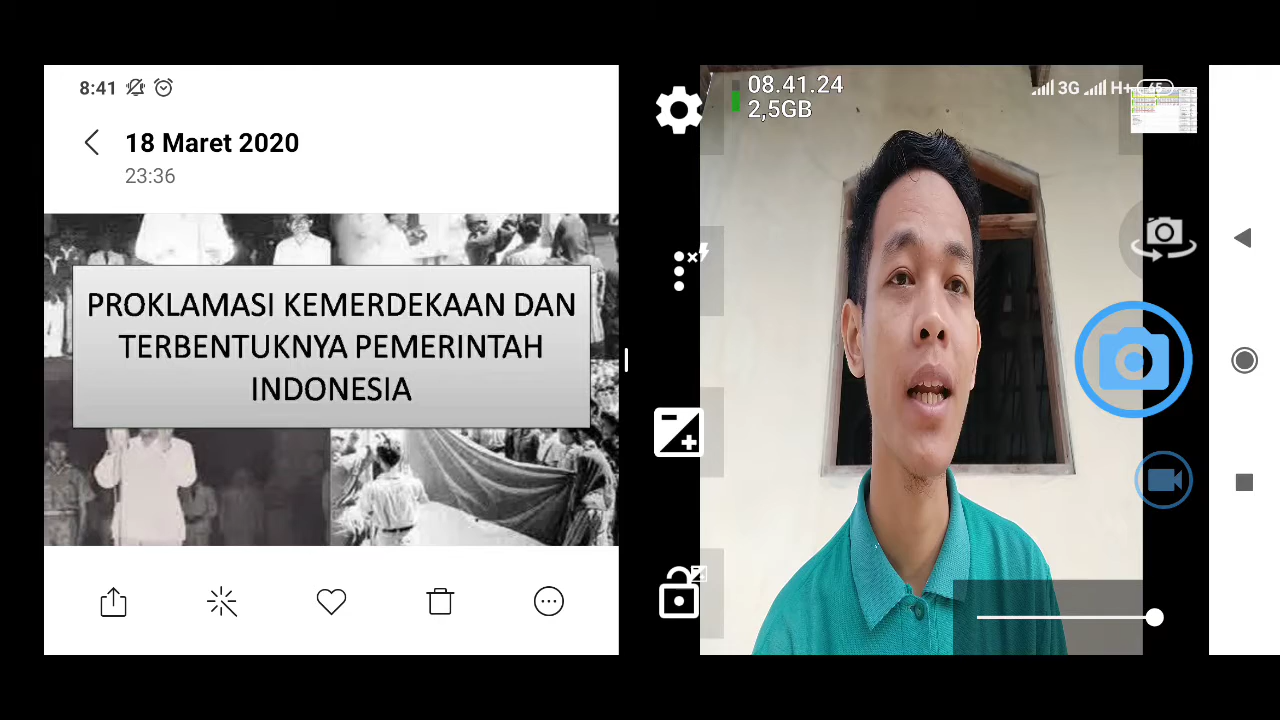 8:41
18 Maret 2020
23:36
PROKLAMASI KEMERDEKAAN DAN
TERBENTUKNYA PEMERINTAH
INDONESIA
08.41.24
2,5GB
3G H+ 45